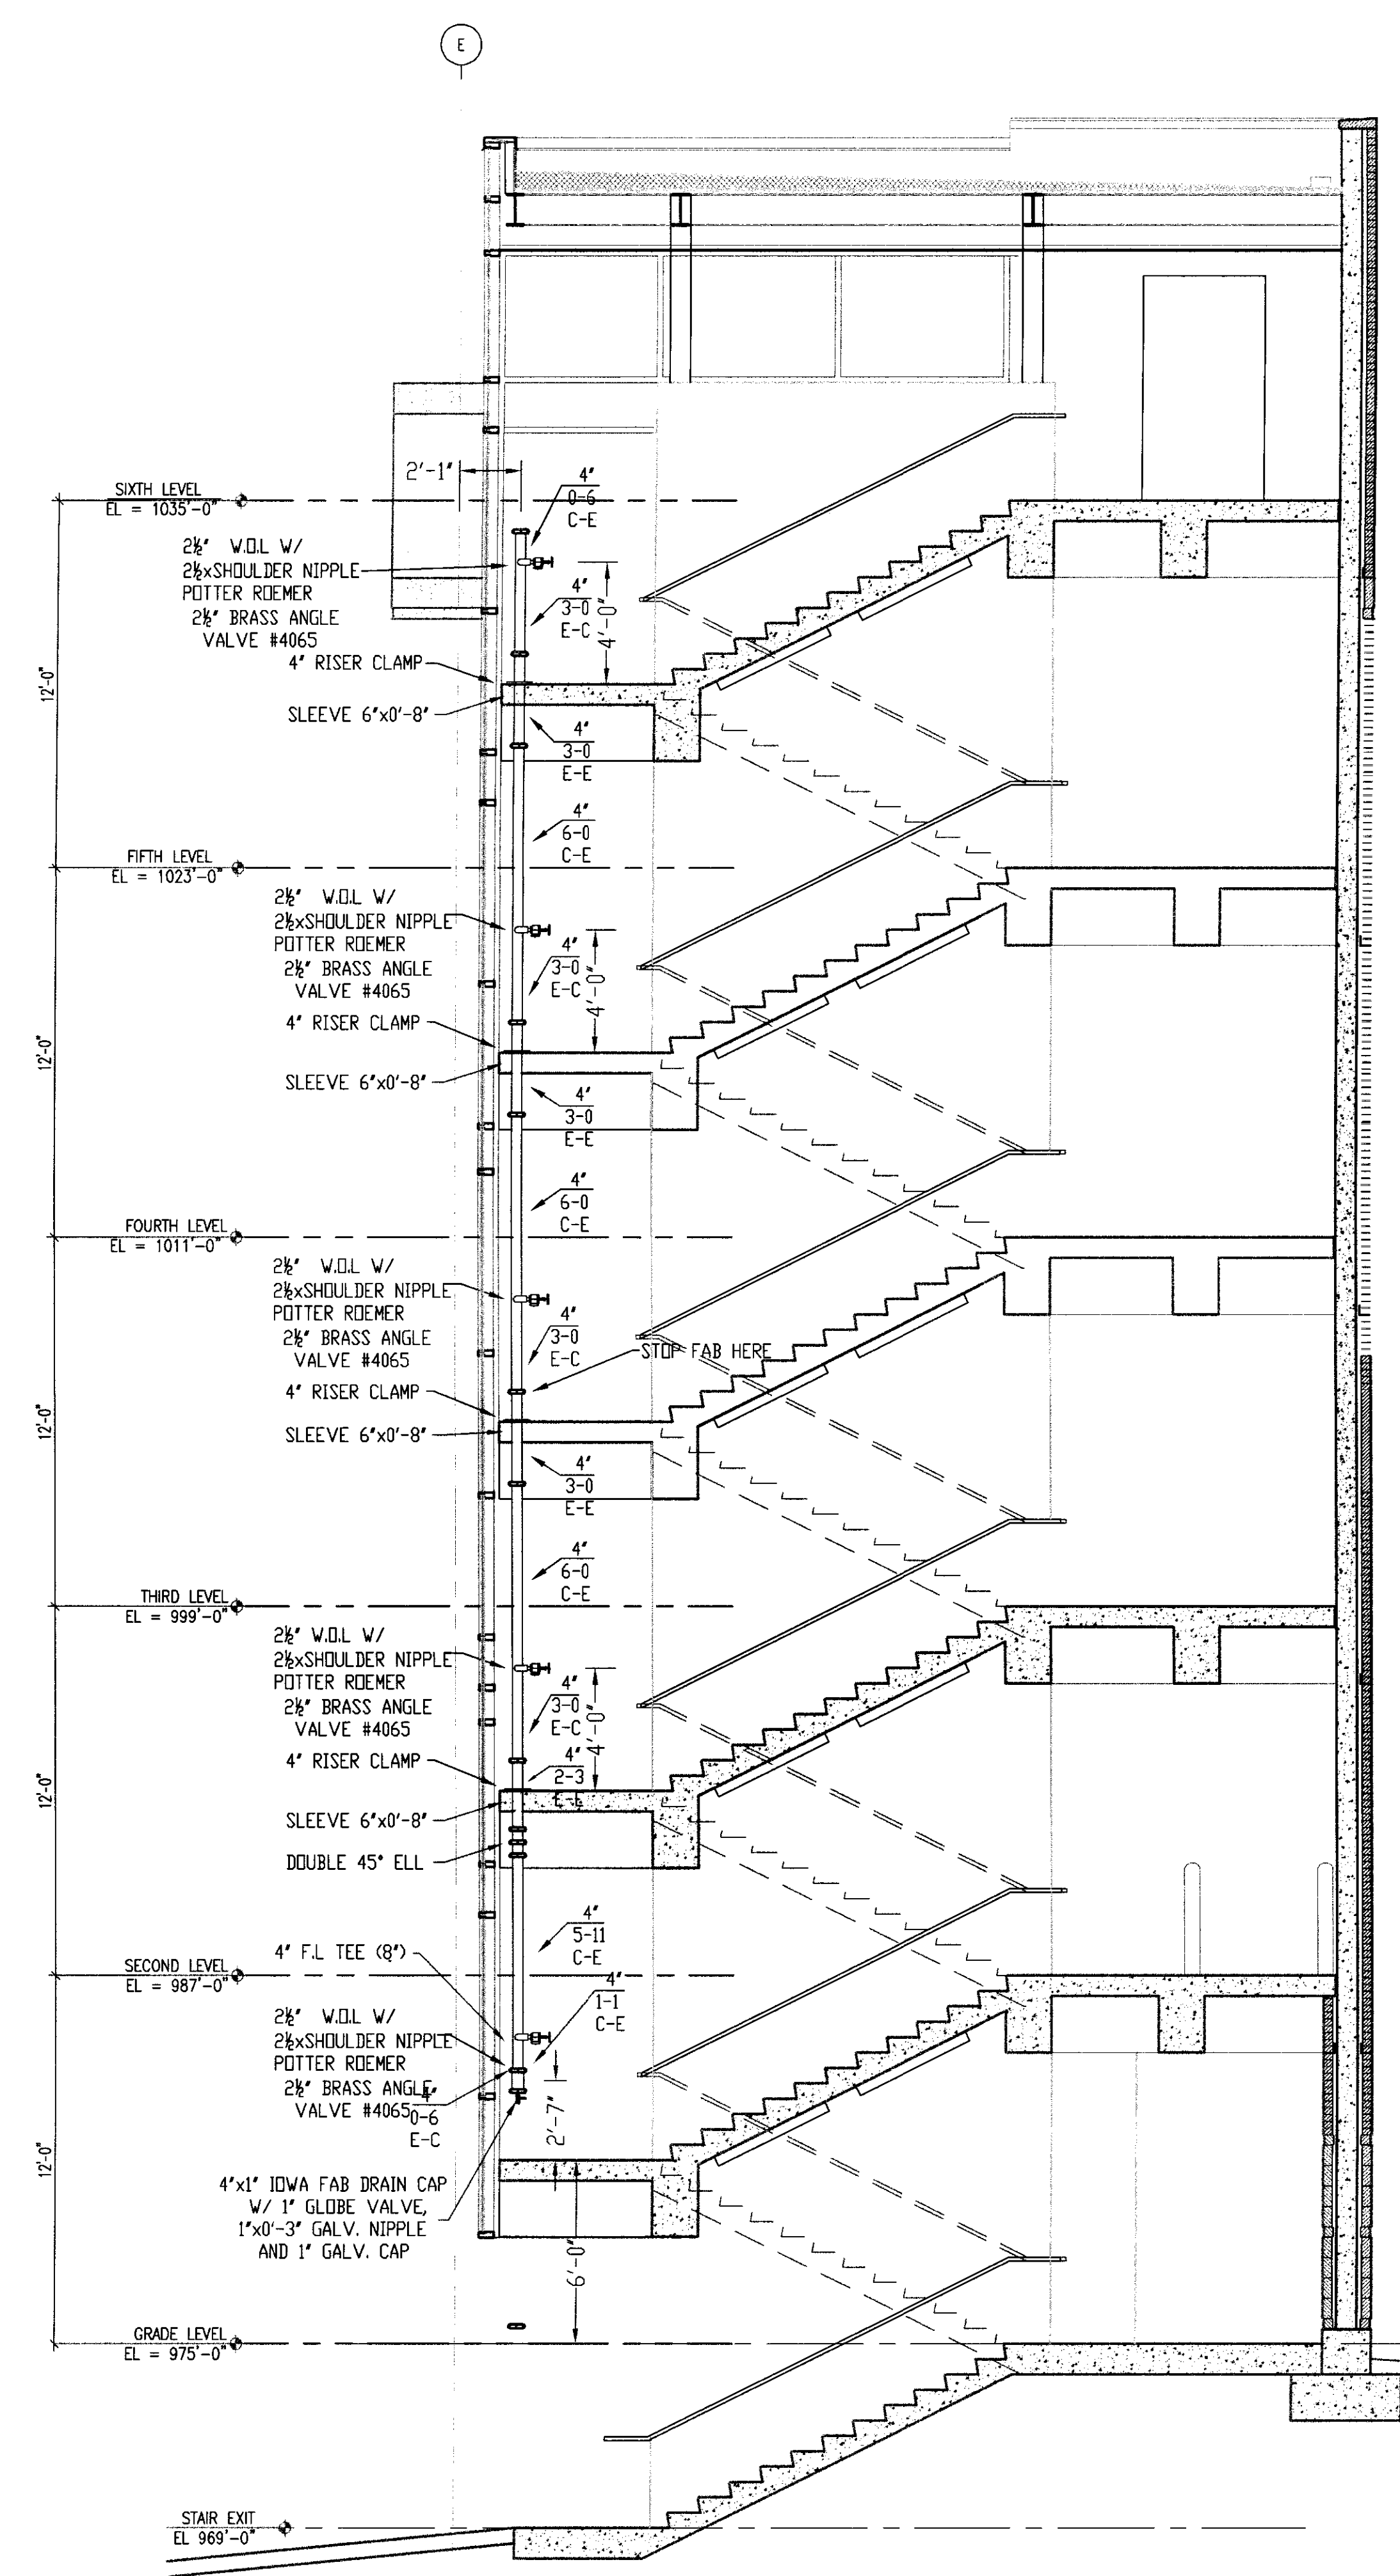 E
2'-1"
4"
0-6
C-E
SIXTH LEVEL
EL = 1035'-0"
2½" W.O.L W/
2½xSHOULDER NIPPLE
POTTER ROEMER
2½" BRASS ANGLE
VALVE #4065
4"
3-0
E-C
4'-0"
4" RISER CLAMP
12'-0"
SLEEVE 6"x0'-8"
4"
3-0
E-E
4"
6-0
C-E
FIFTH LEVEL
EL = 1023'-0"
2½" W.O.L W/
2½xSHOULDER NIPPLE
POTTER ROEMER
2½" BRASS ANGLE
VALVE #4065
4"
3-0
E-C
4'-0"
4" RISER CLAMP
12'-0"
SLEEVE 6"x0'-8"
4"
3-0
E-E
4"
6-0
C-E
FOURTH LEVEL
EL = 1011'-0"
2½" W.O.L W/
2½xSHOULDER NIPPLE
POTTER ROEMER
2½" BRASS ANGLE
VALVE #4065
4"
3-0
E-C
STOP FAB HERE
4" RISER CLAMP
12'-0"
SLEEVE 6"x0'-8"
4"
3-0
E-E
4"
6-0
C-E
THIRD LEVEL
EL = 999'-0"
2½" W.O.L W/
2½xSHOULDER NIPPLE
POTTER ROEMER
2½" BRASS ANGLE
VALVE #4065
4"
3-0
E-C
4'-0"
4" RISER CLAMP
4"
2-3
E-E
12'-0"
SLEEVE 6"x0'-8"
DOUBLE 45° ELL
4"
5-11
C-E
4" F.L TEE (8")
SECOND LEVEL
EL = 987'-0"
4"
1-1
C-E
2½" W.O.L W/
2½xSHOULDER NIPPLE
POTTER ROEMER
2½" BRASS ANGLE
VALVE #4065
4"
0-6
E-C
2'-7"
12'-0"
4"x1" IOWA FAB DRAIN CAP
W/ 1" GLOBE VALVE,
1"x0'-3" GALV. NIPPLE
AND 1" GALV. CAP
6'-0"
GRADE LEVEL
EL = 975'-0"
STAIR EXIT
EL 969'-0"